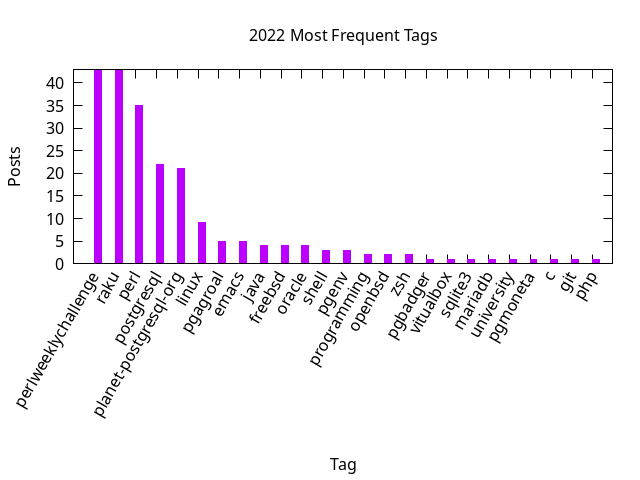 2022 Most Frequent Tags
Posts
40
35
30
25
20
15
10
5
0
perlweeklychallenge
raku
perl
postgresql
planet-postgresql-org
linux
pgagroal
emacs
java
freebsd
oracle
shell
pgenv
programming
openbsd
zsh
pgbadger
vitualbox
sqlite3
mariadb
university
pgmoneta
c
git
php
Tag